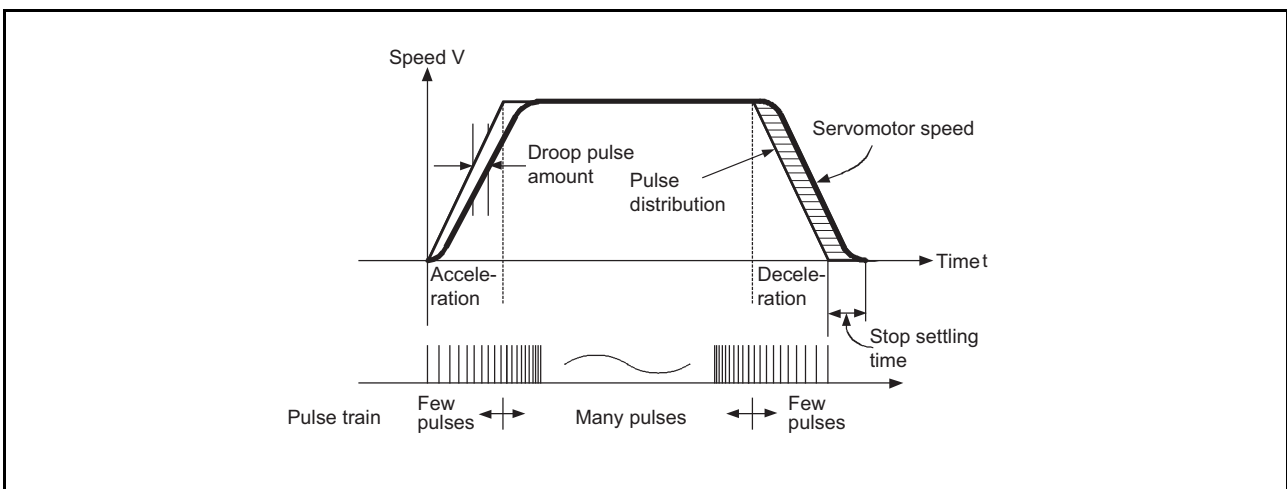 Speed V
Servomotor speed
Droop pulse
amount
Pulse
distribution
Time t
Accele-
ration
Decele-
ration
Stop settling
time
Pulse train
Few
pulses
Many pulses
Few
pulses